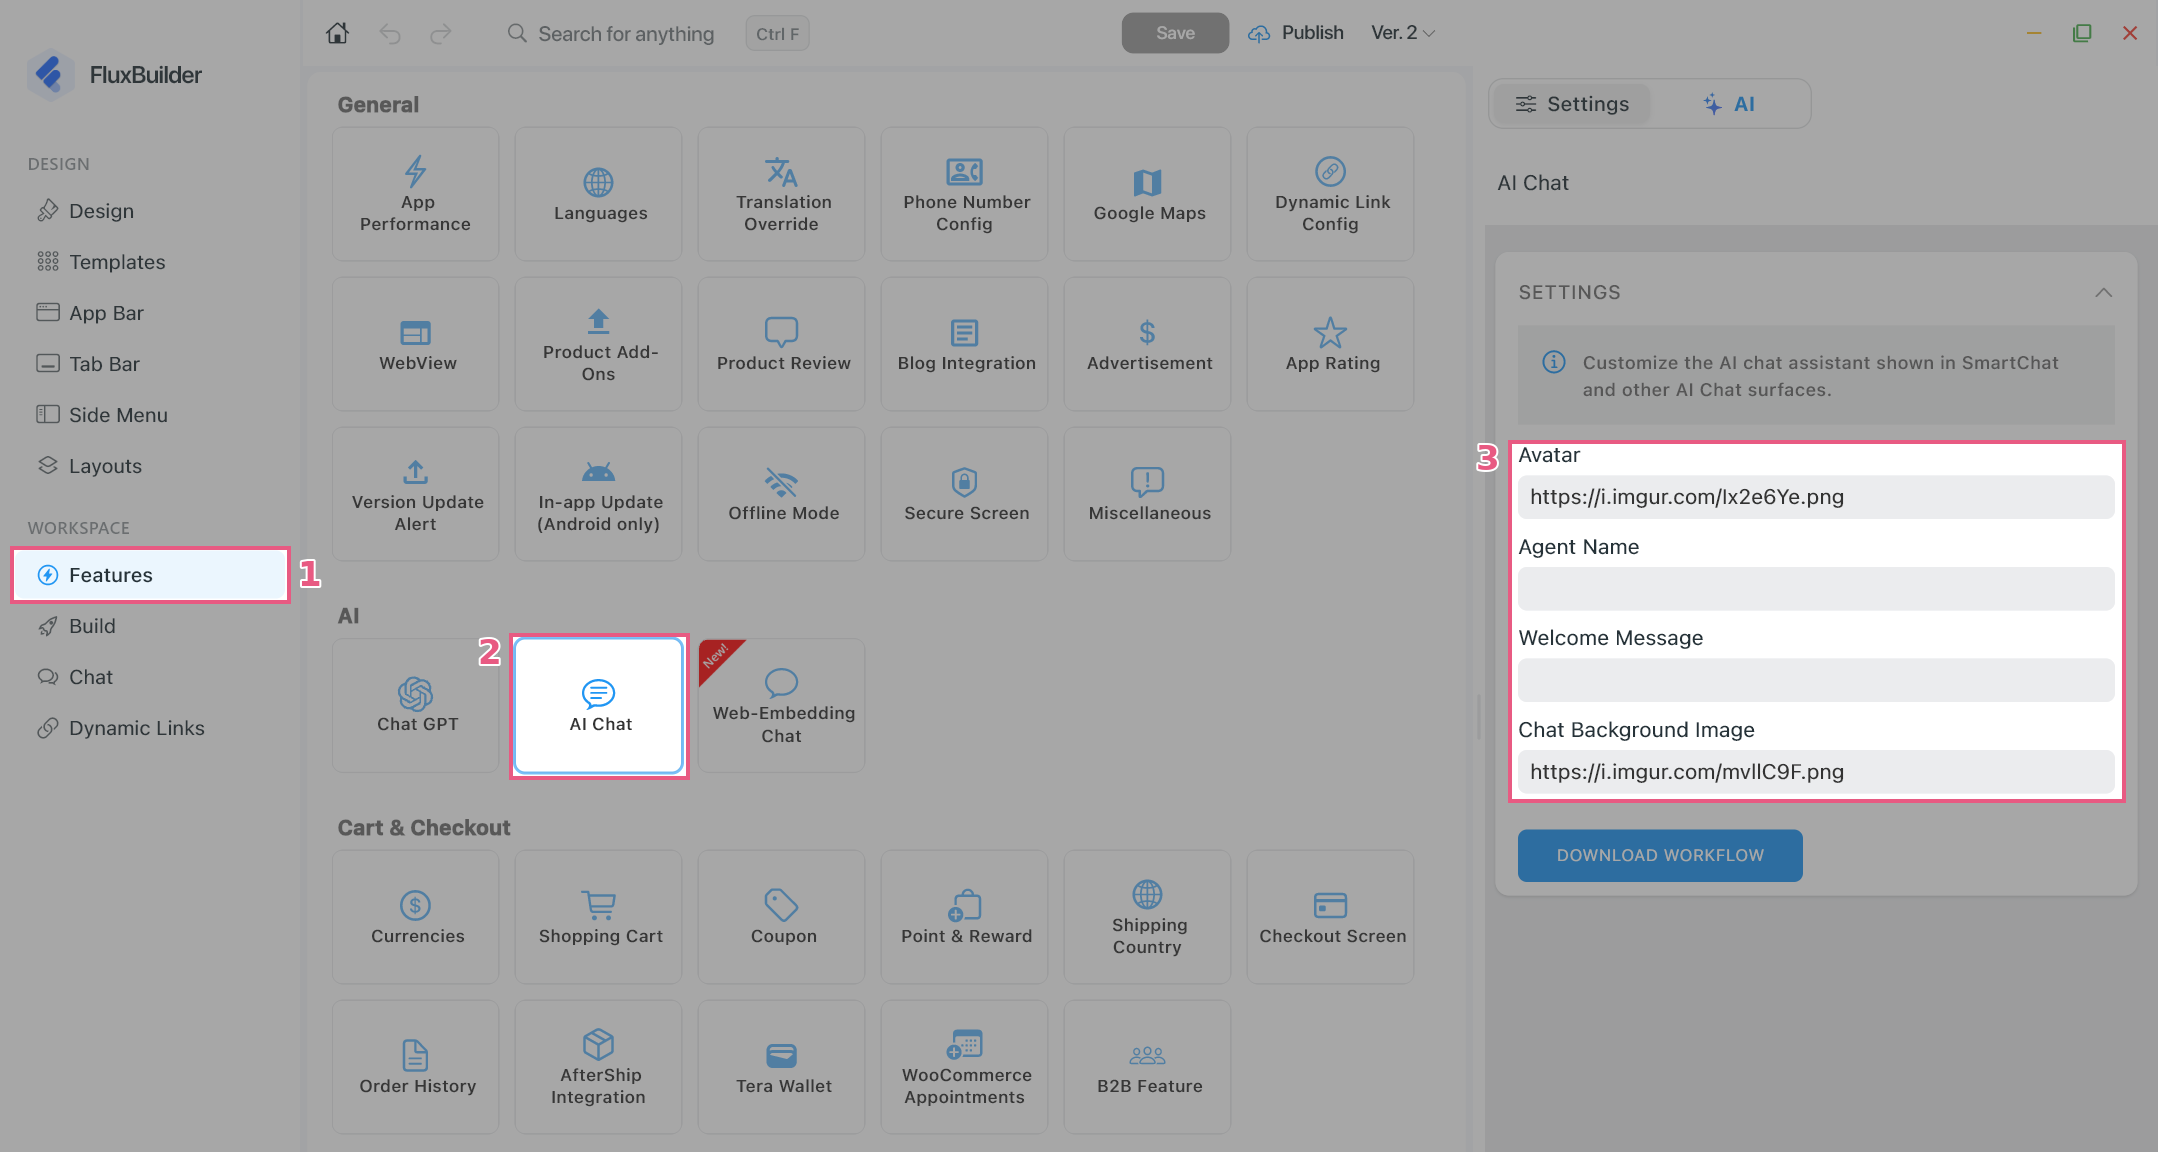 Search for anything
Ctrl F
Save
Publish
Ver. 2
FluxBuilder
DESIGN
Design
Templates
App Bar
Tab Bar
Side Menu
Layouts
WORKSPACE
Features
1
Build
Chat
Dynamic Links
General
App
Performance
Languages
Translation
Override
Phone Number
Config
Google Maps
Dynamic Link
Config
WebView
Product Add-
Ons
Product Review
Blog Integration
Advertisement
App Rating
Version Update
Alert
In-app Update
(Android only)
Offline Mode
Secure Screen
Miscellaneous
AI
Chat GPT
2
AI Chat
New!
Web-Embedding
Chat
Cart & Checkout
Currencies
Shopping Cart
Coupon
Point & Reward
Shipping
Country
Checkout Screen
Order History
AfterShip
Integration
Tera Wallet
WooCommerce
Appointments
B2B Feature
Settings
AI
AI Chat
SETTINGS
Customize the AI chat assistant shown in SmartChat
and other AI Chat surfaces.
3
Avatar
https://i.imgur.com/lx2e6Ye.png
Agent Name
Welcome Message
Chat Background Image
https://i.imgur.com/mvllC9F.png
DOWNLOAD WORKFLOW